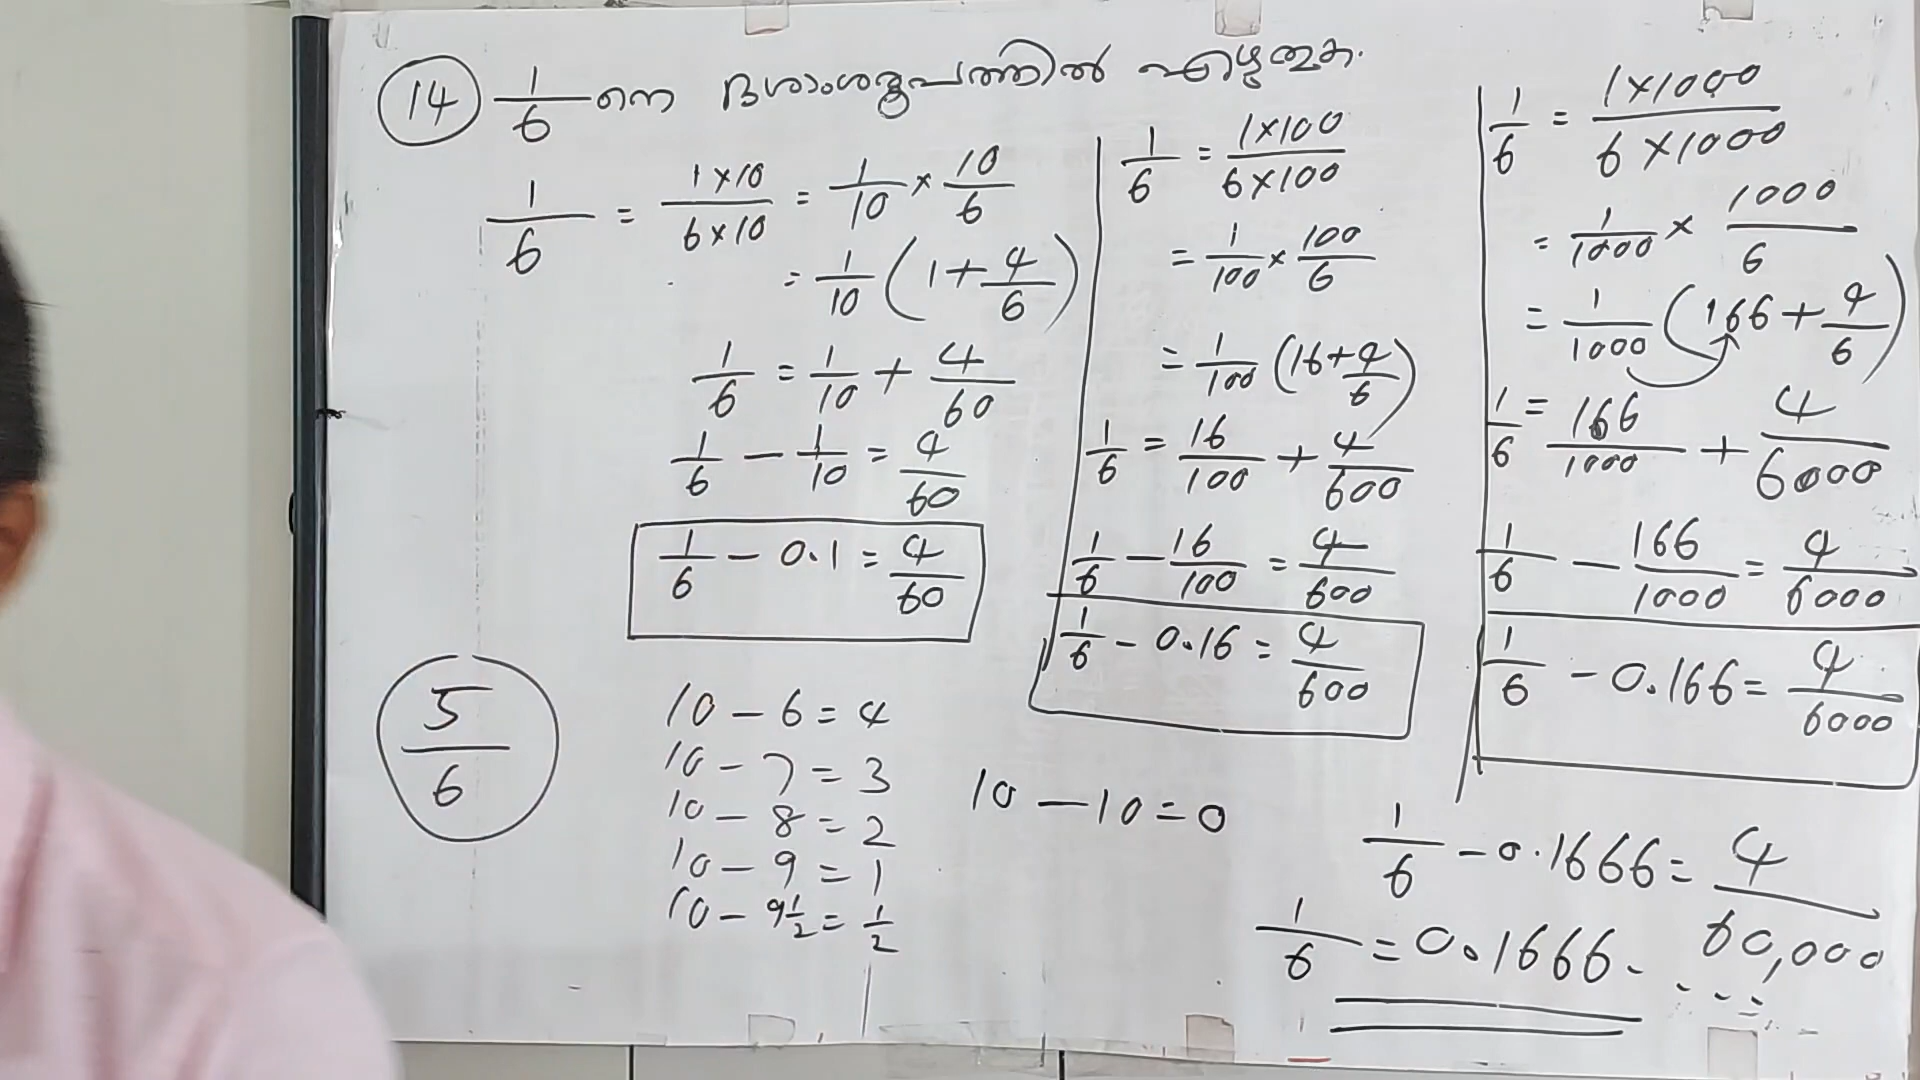 14 1/6 നെ ദശാംശരൂപത്തിൽ എഴുതുക.
1/6 = (1×10)/(6×10) = 1/10 × 10/6
= 1/10 (1 + 4/6)
1/6 = 1/10 + 4/60
1/6 − 1/10 = 4/60
1/6 − 0.1 = 4/60
1/6 = (1×100)/(6×100)
= 1/100 × 100/6
= 1/100 (16 + 4/6)
1/6 = 16/100 + 4/600
1/6 − 16/100 = 4/600
1/6 − 0.16 = 4/600
1/6 = (1×1000)/(6×1000)
= 1/1000 × 1000/6
= 1/1000 (166 + 4/6)
1/6 = 166/1000 + 4/6000
1/6 − 166/1000 = 4/6000
1/6 − 0.166 = 4/6000
5/6
10 − 6 = 4
10 − 7 = 3
10 − 8 = 2
10 − 9 = 1
10 − 9½ = ½
10 − 10 = 0
1/6 − 0.1666 = 4/60,000
1/6 = 0.1666. . . . .